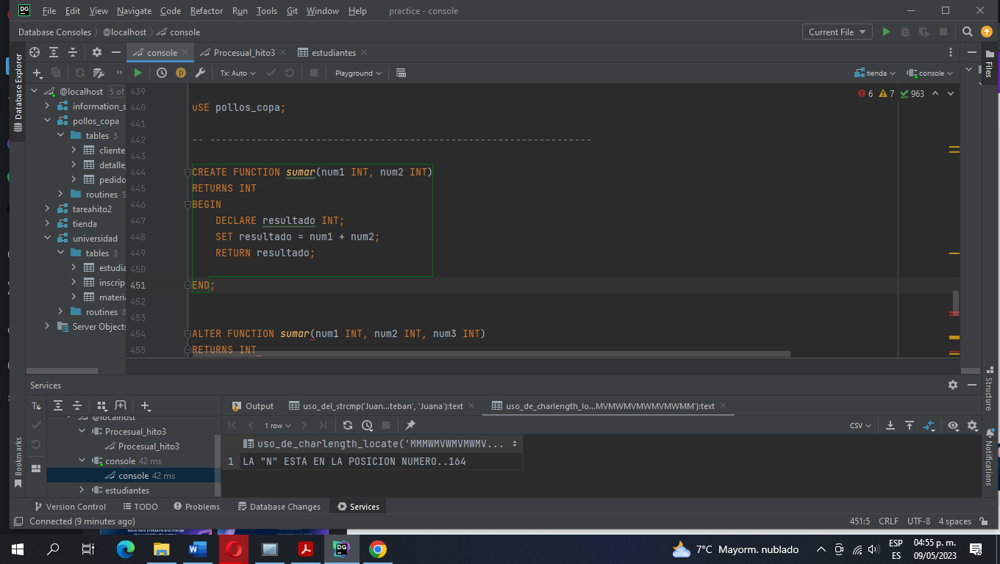 DG File Edit View Navigate Code Refactor Run Tools Git Window Help practice - console
Database Consoles @localhost console Current File
console Procesual_hito3 estudiantes
Tx: Auto Playground tienda console
Database Explorer
Files
@localhost 5 of
information_s
pollos_copa
tables 3
cliente
detalle_
pedido
routines 5
tareahito2
tienda
universidad
tables 3
estudia
inscrip
materia
routines 8
Server Objects
6 7 963
439
440 uSE pollos_copa;
441
442 -- -----------------------------------------------------------------
443
444 CREATE FUNCTION sumar(num1 INT, num2 INT)
445 RETURNS INT
446 BEGIN
447 DECLARE resultado INT;
448 SET resultado = num1 + num2;
449 RETURN resultado;
450
451 END;
452
453
454 ALTER FUNCTION sumar(num1 INT, num2 INT, num3 INT)
455 RETURNS INT
Services
Structure
Notifications
Bookmarks
Tx
@localhost
Procesual_hito3
Procesual_hito3
console 42 ms
console 42 ms
estudiantes
Output uso_del_strcmp('Juan...teban', 'Juana'):text uso_de_charlength_lo...MVMWMVMWMVMWMM'):text
1 row CSV
uso_de_charlength_locate('MMMWMVWMVMWMV...
1 LA "N" ESTA EN LA POSICION NUMERO..164
Version Control TODO Problems Database Changes Services
Connected (9 minutes ago) 451:5 CRLF UTF-8 4 spaces
7°C Mayorm. nublado
ESP
ES
04:55 p. m.
09/05/2023